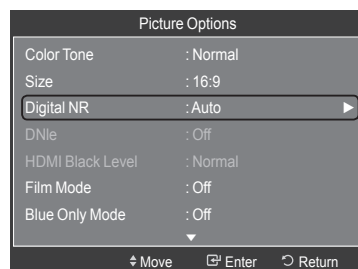 Picture Options
Color Tone : Normal
Size : 16:9
Digital NR : Auto
DNIe : Off
HDMI Black Level : Normal
Film Mode : Off
Blue Only Mode : Off
Move Enter Return